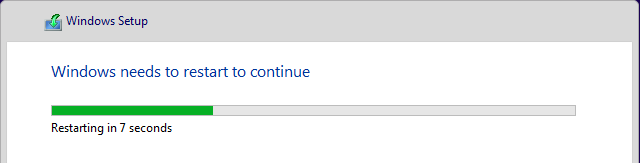 Windows Setup
Windows needs to restart to continue
Restarting in 7 seconds